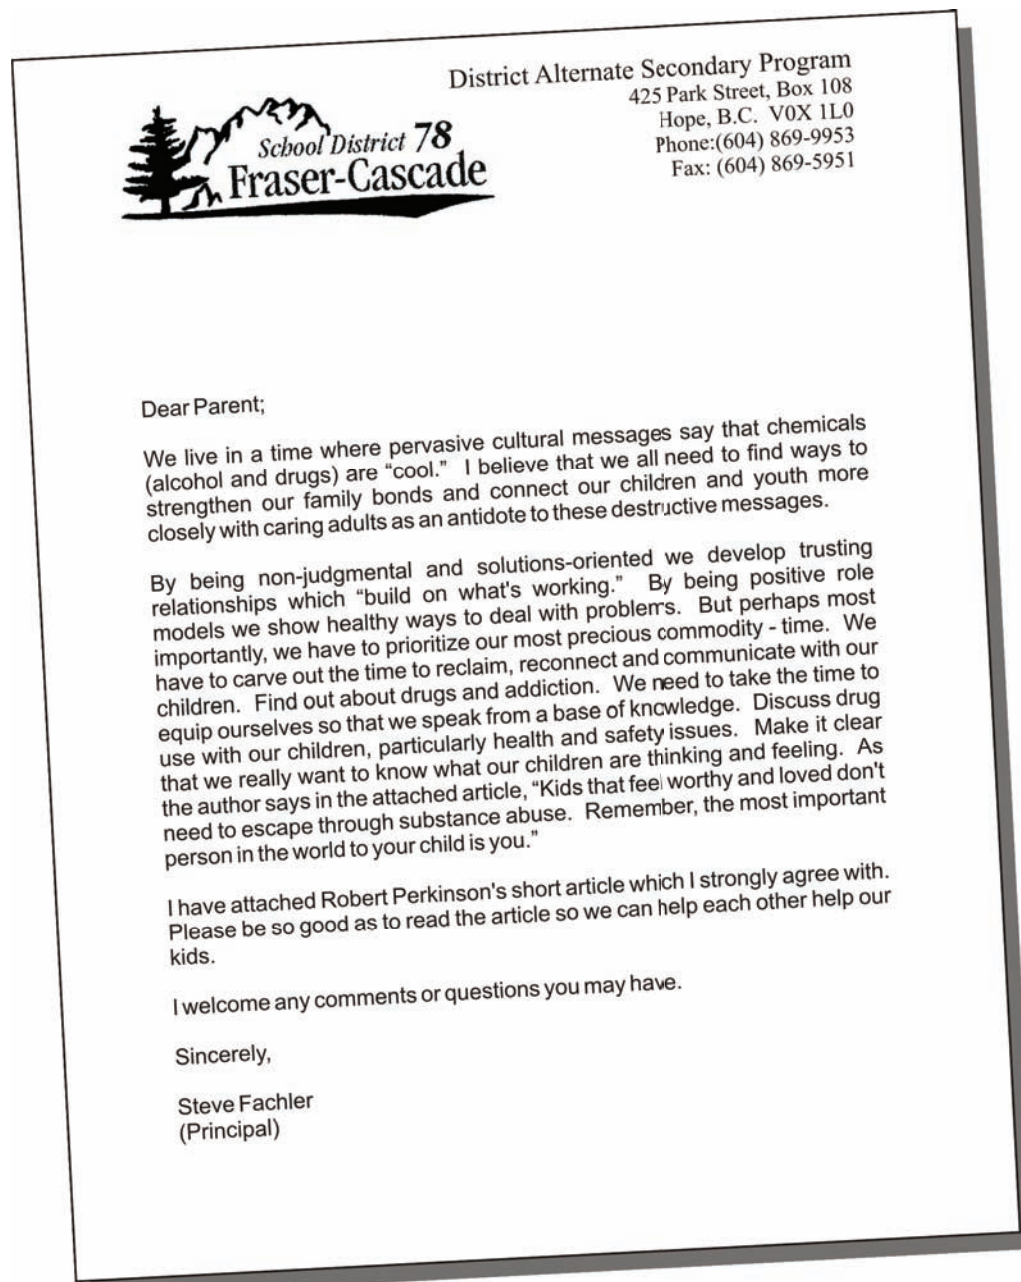 District Alternate Secondary Program
425 Park Street, Box 108
Hope, B.C. V0X 1L0
Phone:(604) 869-9953
Fax: (604) 869-5951
School District 78
Fraser-Cascade
Dear Parent;
We live in a time where pervasive cultural messages say that chemicals
(alcohol and drugs) are “cool.” I believe that we all need to find ways to
strengthen our family bonds and connect our children and youth more
closely with caring adults as an antidote to these destructive messages.
By being non-judgmental and solutions-oriented we develop trusting
relationships which “build on what's working.” By being positive role
models we show healthy ways to deal with problems. But perhaps most
importantly, we have to prioritize our most precious commodity - time. We
have to carve out the time to reclaim, reconnect and communicate with our
children. Find out about drugs and addiction. We need to take the time to
equip ourselves so that we speak from a base of knowledge. Discuss drug
use with our children, particularly health and safety issues. Make it clear
that we really want to know what our children are thinking and feeling. As
the author says in the attached article, “Kids that feel worthy and loved don't
need to escape through substance abuse. Remember, the most important
person in the world to your child is you.”
I have attached Robert Perkinson's short article which I strongly agree with.
Please be so good as to read the article so we can help each other help our
kids.
I welcome any comments or questions you may have.
Sincerely,
Steve Fachler
(Principal)